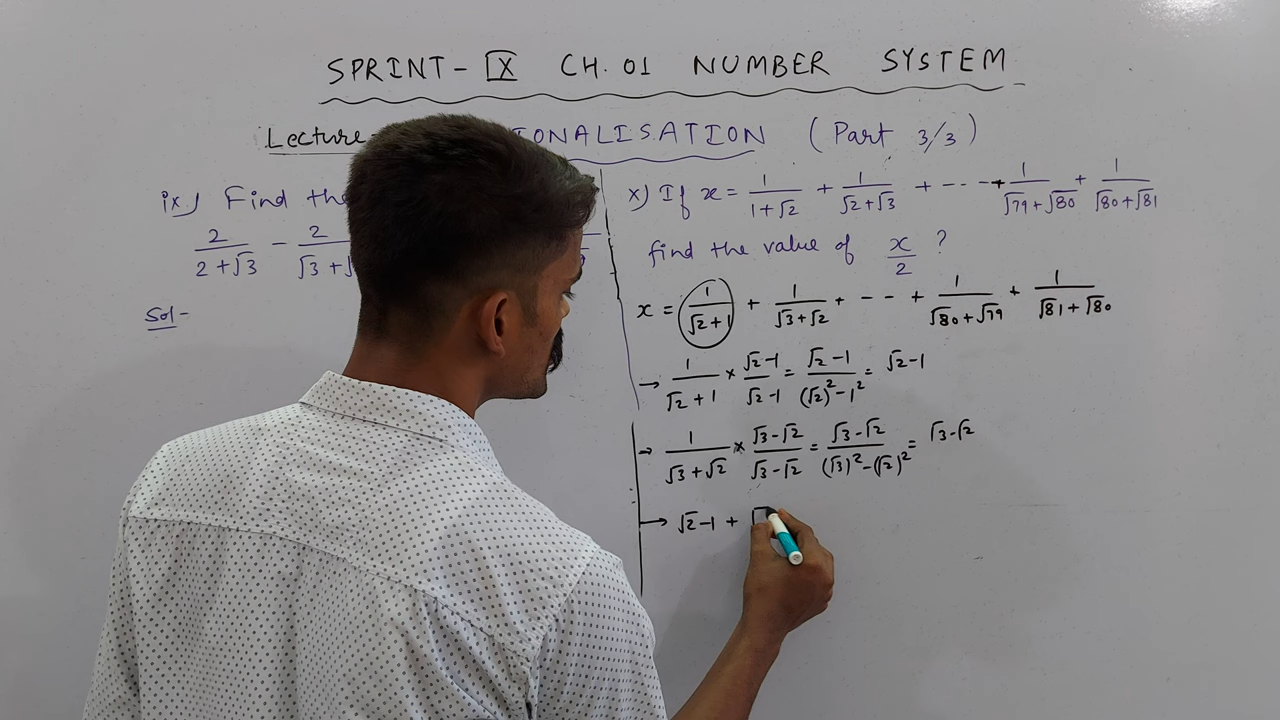 SPRINT-IX CH. 01 NUMBER SYSTEM
Lecture- IONALISATION (Part 3/3)
ix) Find the
2/(2+√3) - 2/(√3+√
Sol-
x) If x = 1/(1+√2) + 1/(√2+√3) + --- + 1/(√79+√80) + 1/(√80+√81)
find the value of x/2 ?
x = 1/(√2+1) + 1/(√3+√2) + -- + 1/(√80+√79) + 1/(√81+√80)
→ 1/(√2+1) × (√2-1)/(√2-1) = (√2-1)/((√2)²-1²) = √2-1
→ 1/(√3+√2) × (√3-√2)/(√3-√2) = (√3-√2)/((√3)²-(√2)²) = √3-√2
→ √2-1 + √